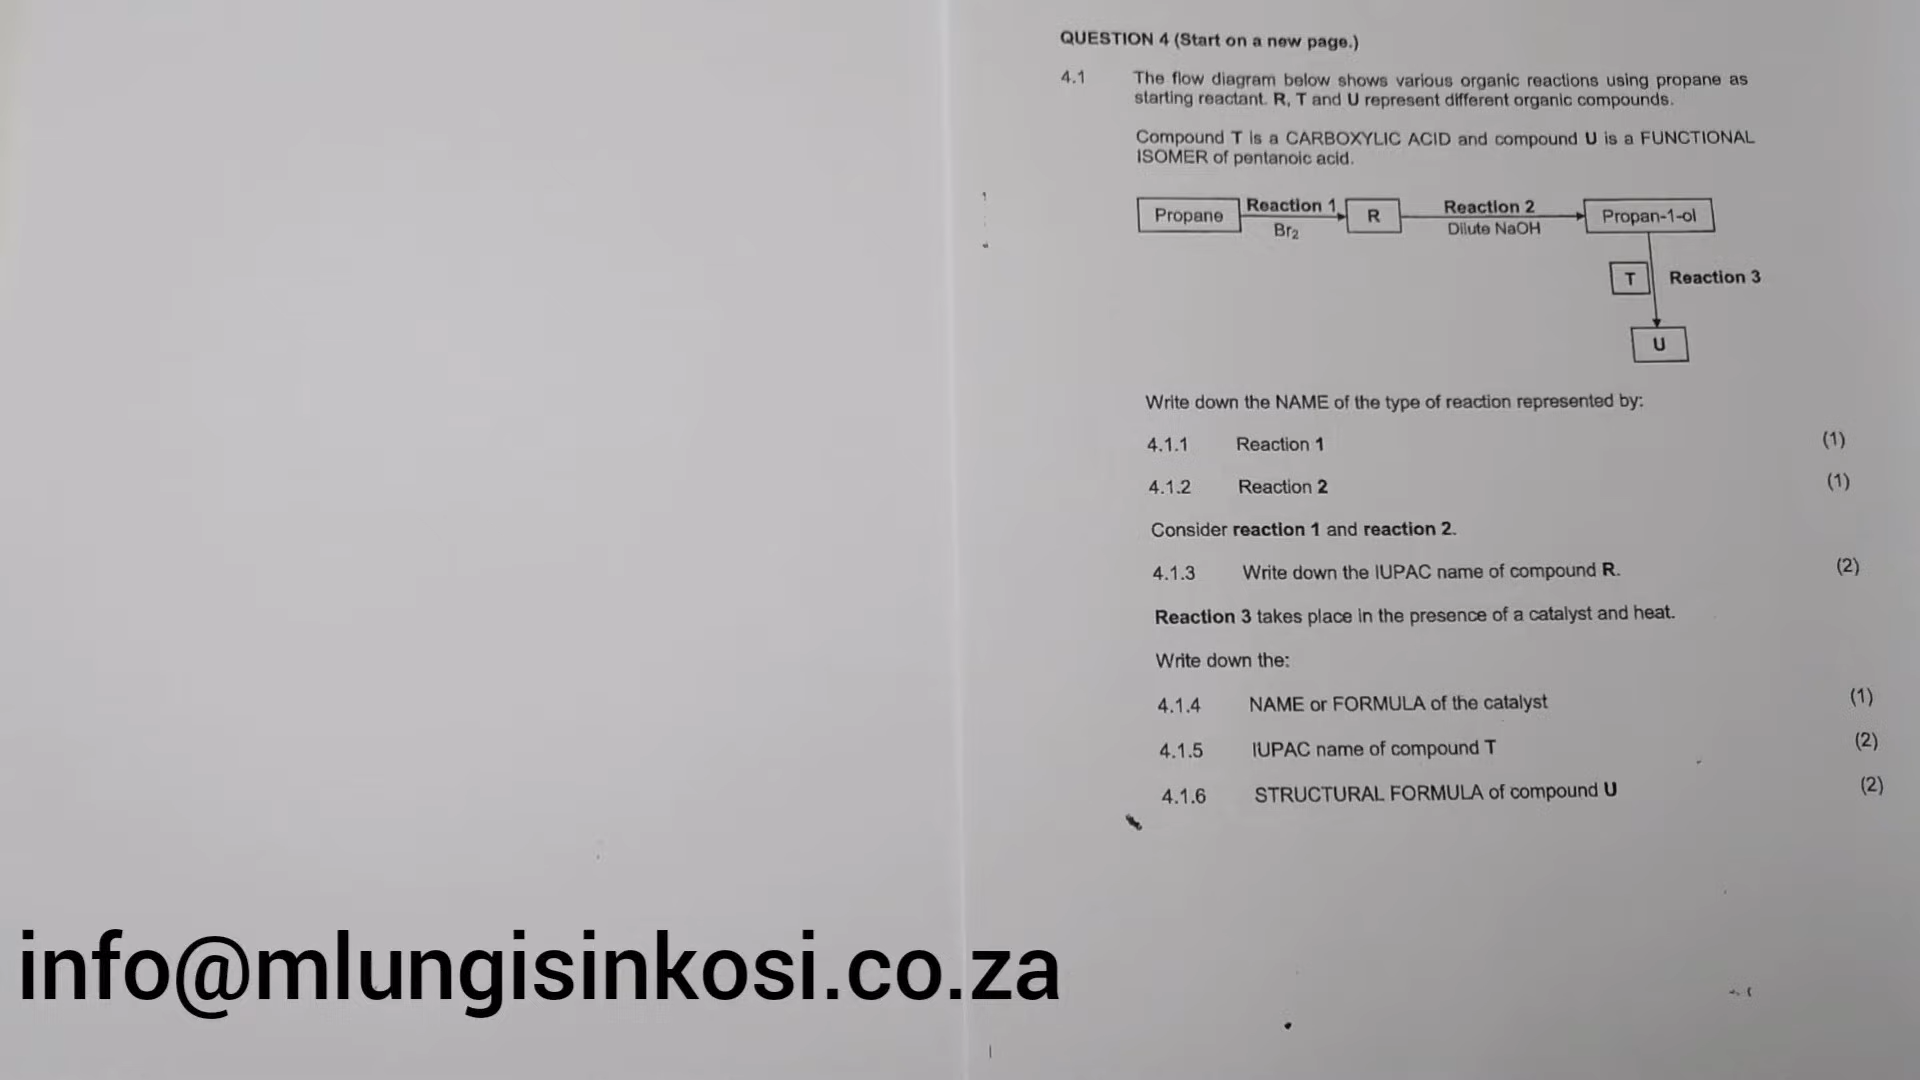 QUESTION 4 (Start on a new page.)
4.1 The flow diagram below shows various organic reactions using propane as
starting reactant. R, T and U represent different organic compounds.
Compound T is a CARBOXYLIC ACID and compound U is a FUNCTIONAL
ISOMER of pentanoic acid.
Propane Reaction 1 R Reaction 2 Propan-1-ol
Br₂ Dilute NaOH
T Reaction 3
U
Write down the NAME of the type of reaction represented by:
4.1.1 Reaction 1 (1)
4.1.2 Reaction 2 (1)
Consider reaction 1 and reaction 2.
4.1.3 Write down the IUPAC name of compound R. (2)
Reaction 3 takes place in the presence of a catalyst and heat.
Write down the:
4.1.4 NAME or FORMULA of the catalyst (1)
4.1.5 IUPAC name of compound T (2)
4.1.6 STRUCTURAL FORMULA of compound U (2)
info@mlungisinkosi.co.za